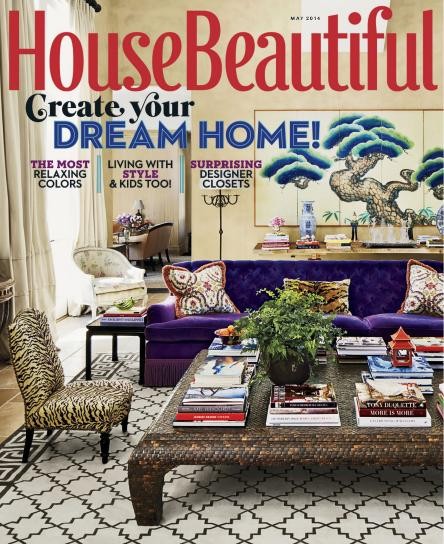 MAY 2014
HouseBeautiful
Create your
DREAM HOME!
THE MOST
RELAXING
COLORS
LIVING WITH
STYLE
& KIDS TOO!
SURPRISING
DESIGNER
CLOSETS
TONY DUQUETTE
MORE IS MORE